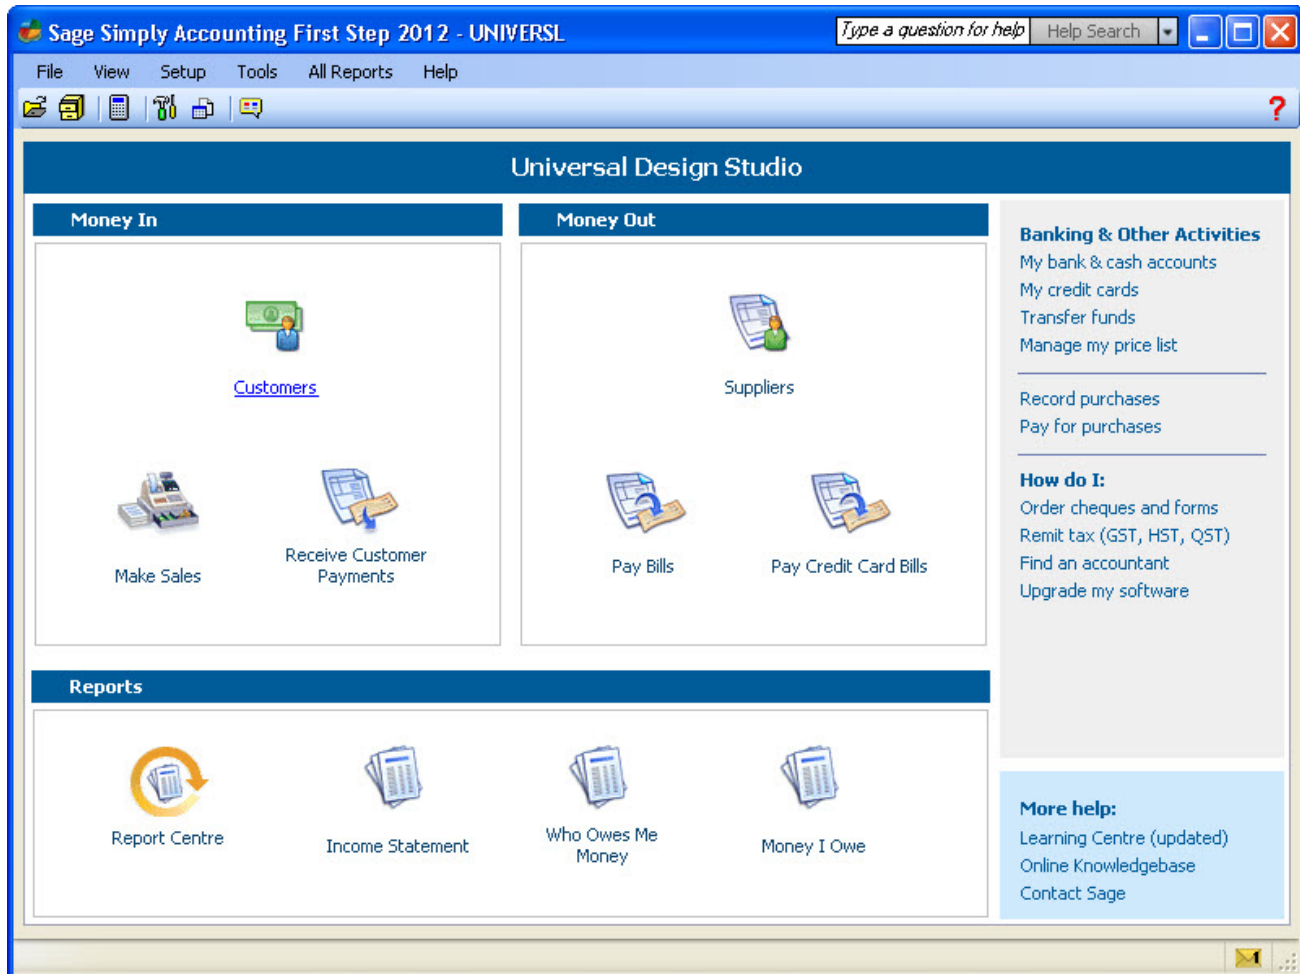 Sage Simply Accounting First Step 2012 - UNIVERSL
Type a question for help
Help Search
File View Setup Tools All Reports Help
?
Universal Design Studio
Money In
Customers
Make Sales
Receive Customer
Payments
Money Out
Suppliers
Pay Bills
Pay Credit Card Bills
Reports
Report Centre
Income Statement
Who Owes Me
Money
Money I Owe
Banking & Other Activities
My bank & cash accounts
My credit cards
Transfer funds
Manage my price list
Record purchases
Pay for purchases
How do I:
Order cheques and forms
Remit tax (GST, HST, QST)
Find an accountant
Upgrade my software
More help:
Learning Centre (updated)
Online Knowledgebase
Contact Sage
1